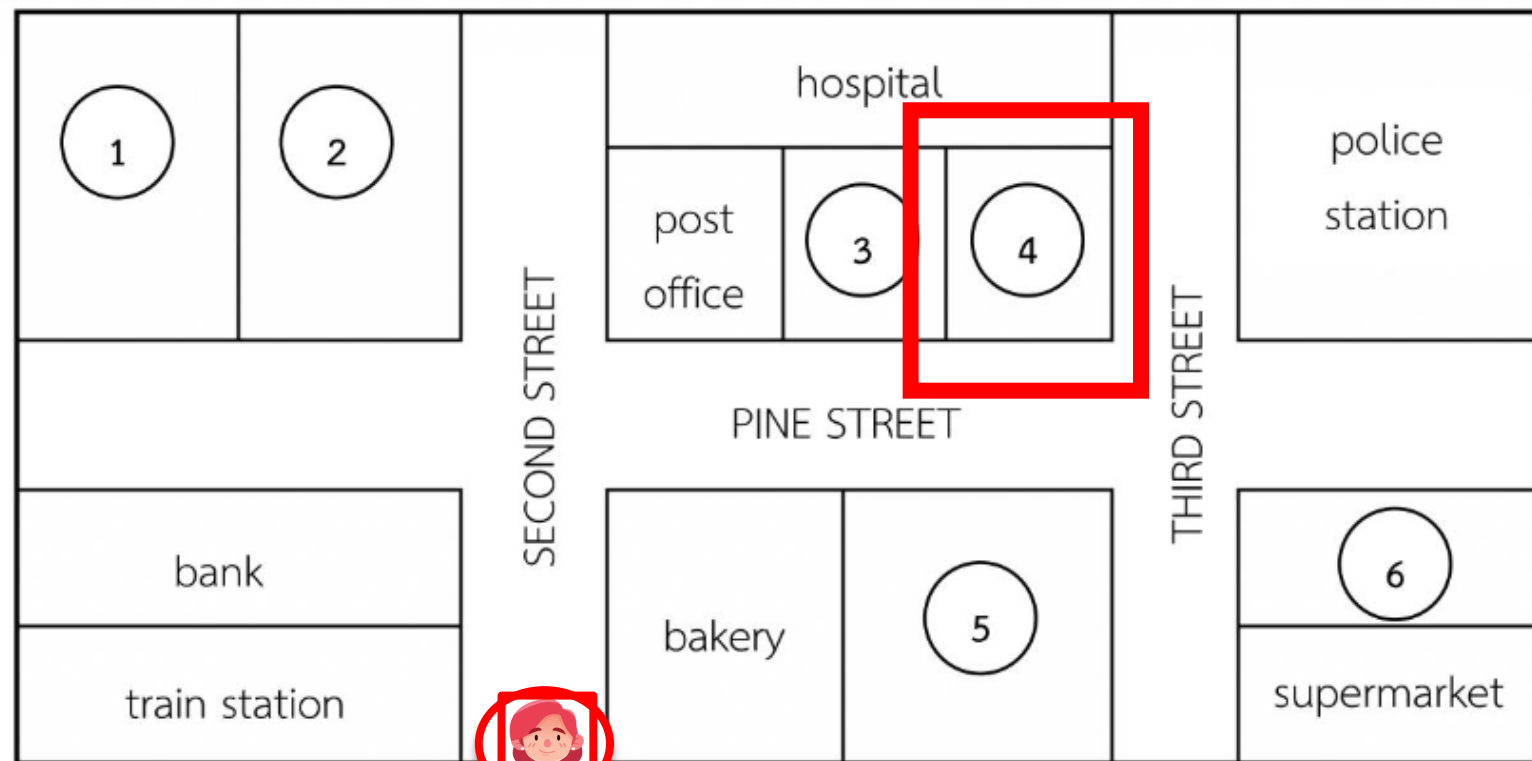 hospital
1
2
police
station
post
office
3
4
SECOND STREET
PINE STREET
THIRD STREET
bank
train station
bakery
5
6
supermarket